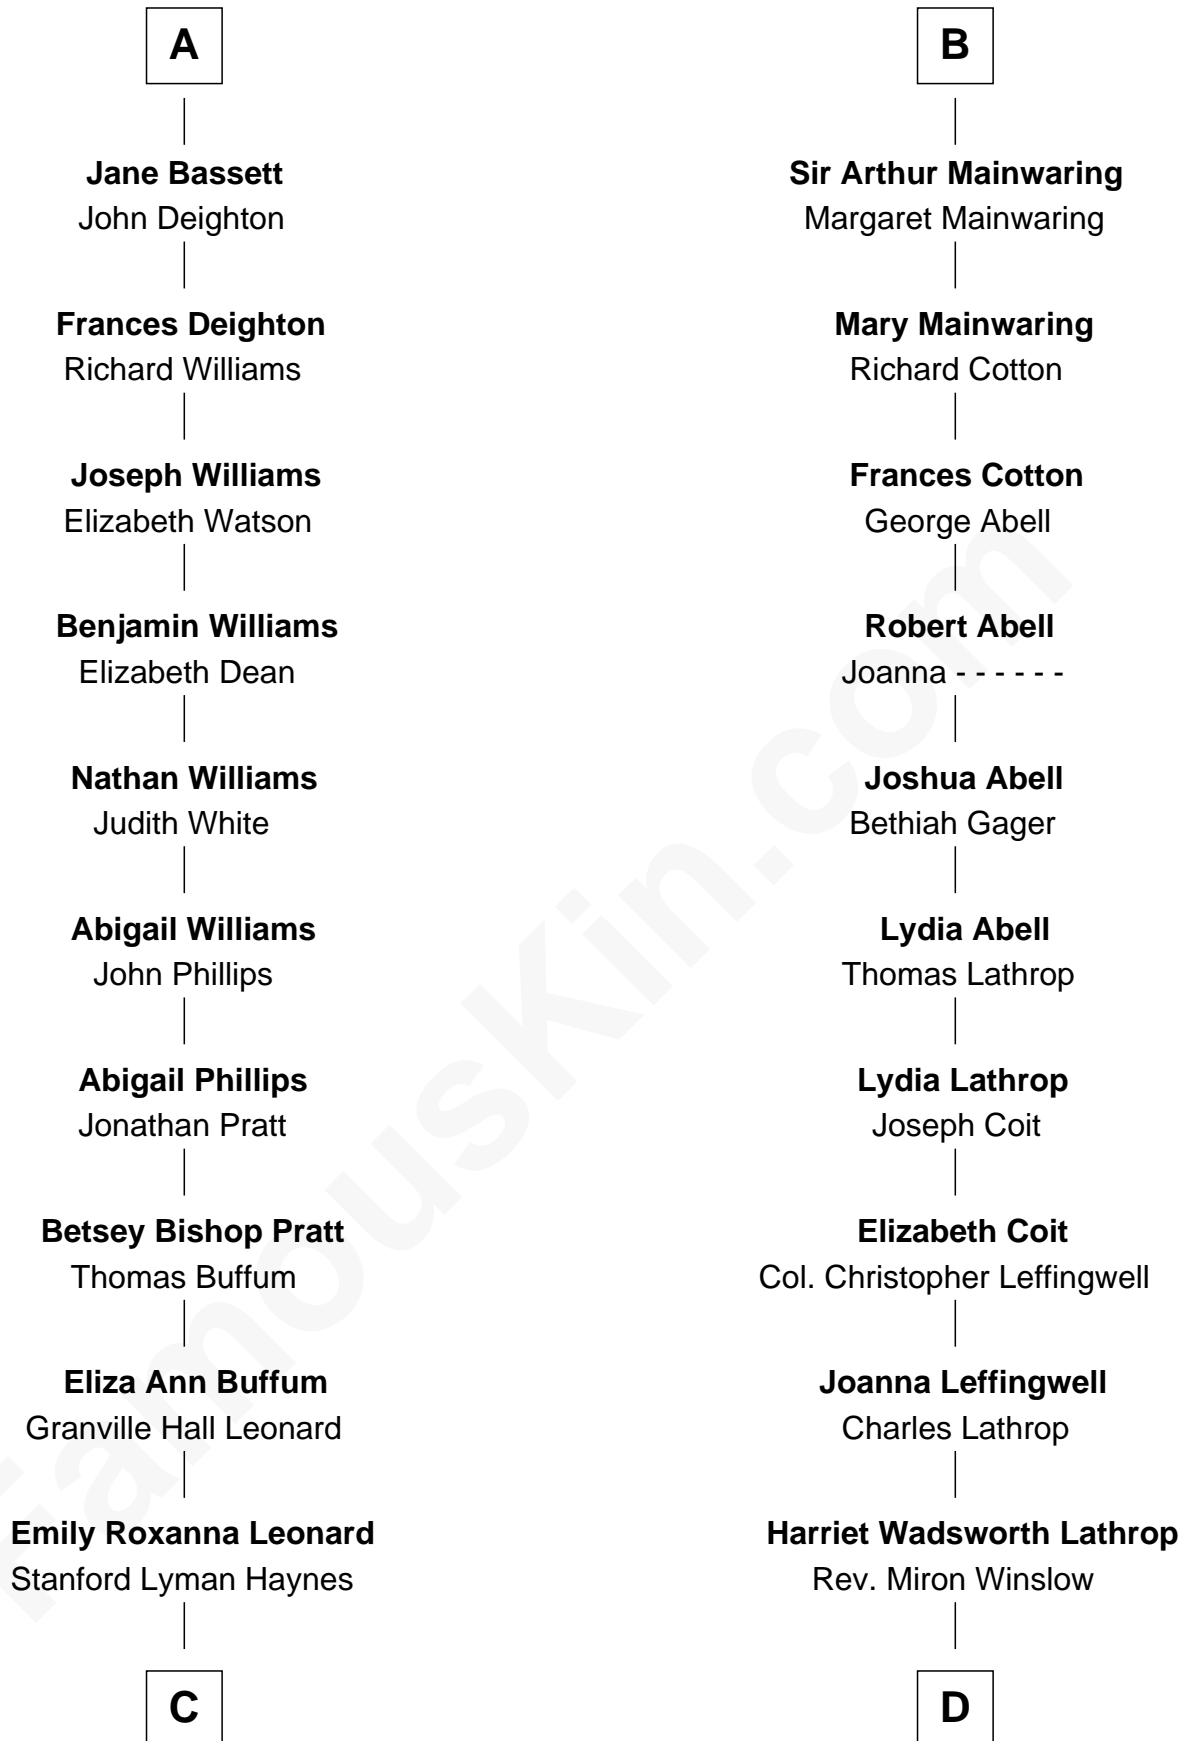 A
Jane Bassett
John Deighton
Frances Deighton
Richard Williams
Joseph Williams
Elizabeth Watson
Benjamin Williams
Elizabeth Dean
Nathan Williams
Judith White
Abigail Williams
John Phillips
Abigail Phillips
Jonathan Pratt
Betsey Bishop Pratt
Thomas Buffum
Eliza Ann Buffum
Granville Hall Leonard
Emily Roxanna Leonard
Stanford Lyman Haynes
C
B
Sir Arthur Mainwaring
Margaret Mainwaring
Mary Mainwaring
Richard Cotton
Frances Cotton
George Abell
Robert Abell
Joanna - - - - - -
Joshua Abell
Bethiah Gager
Lydia Abell
Thomas Lathrop
Lydia Lathrop
Joseph Coit
Elizabeth Coit
Col. Christopher Leffingwell
Joanna Leffingwell
Charles Lathrop
Harriet Wadsworth Lathrop
Rev. Miron Winslow
D
FamousKin.com